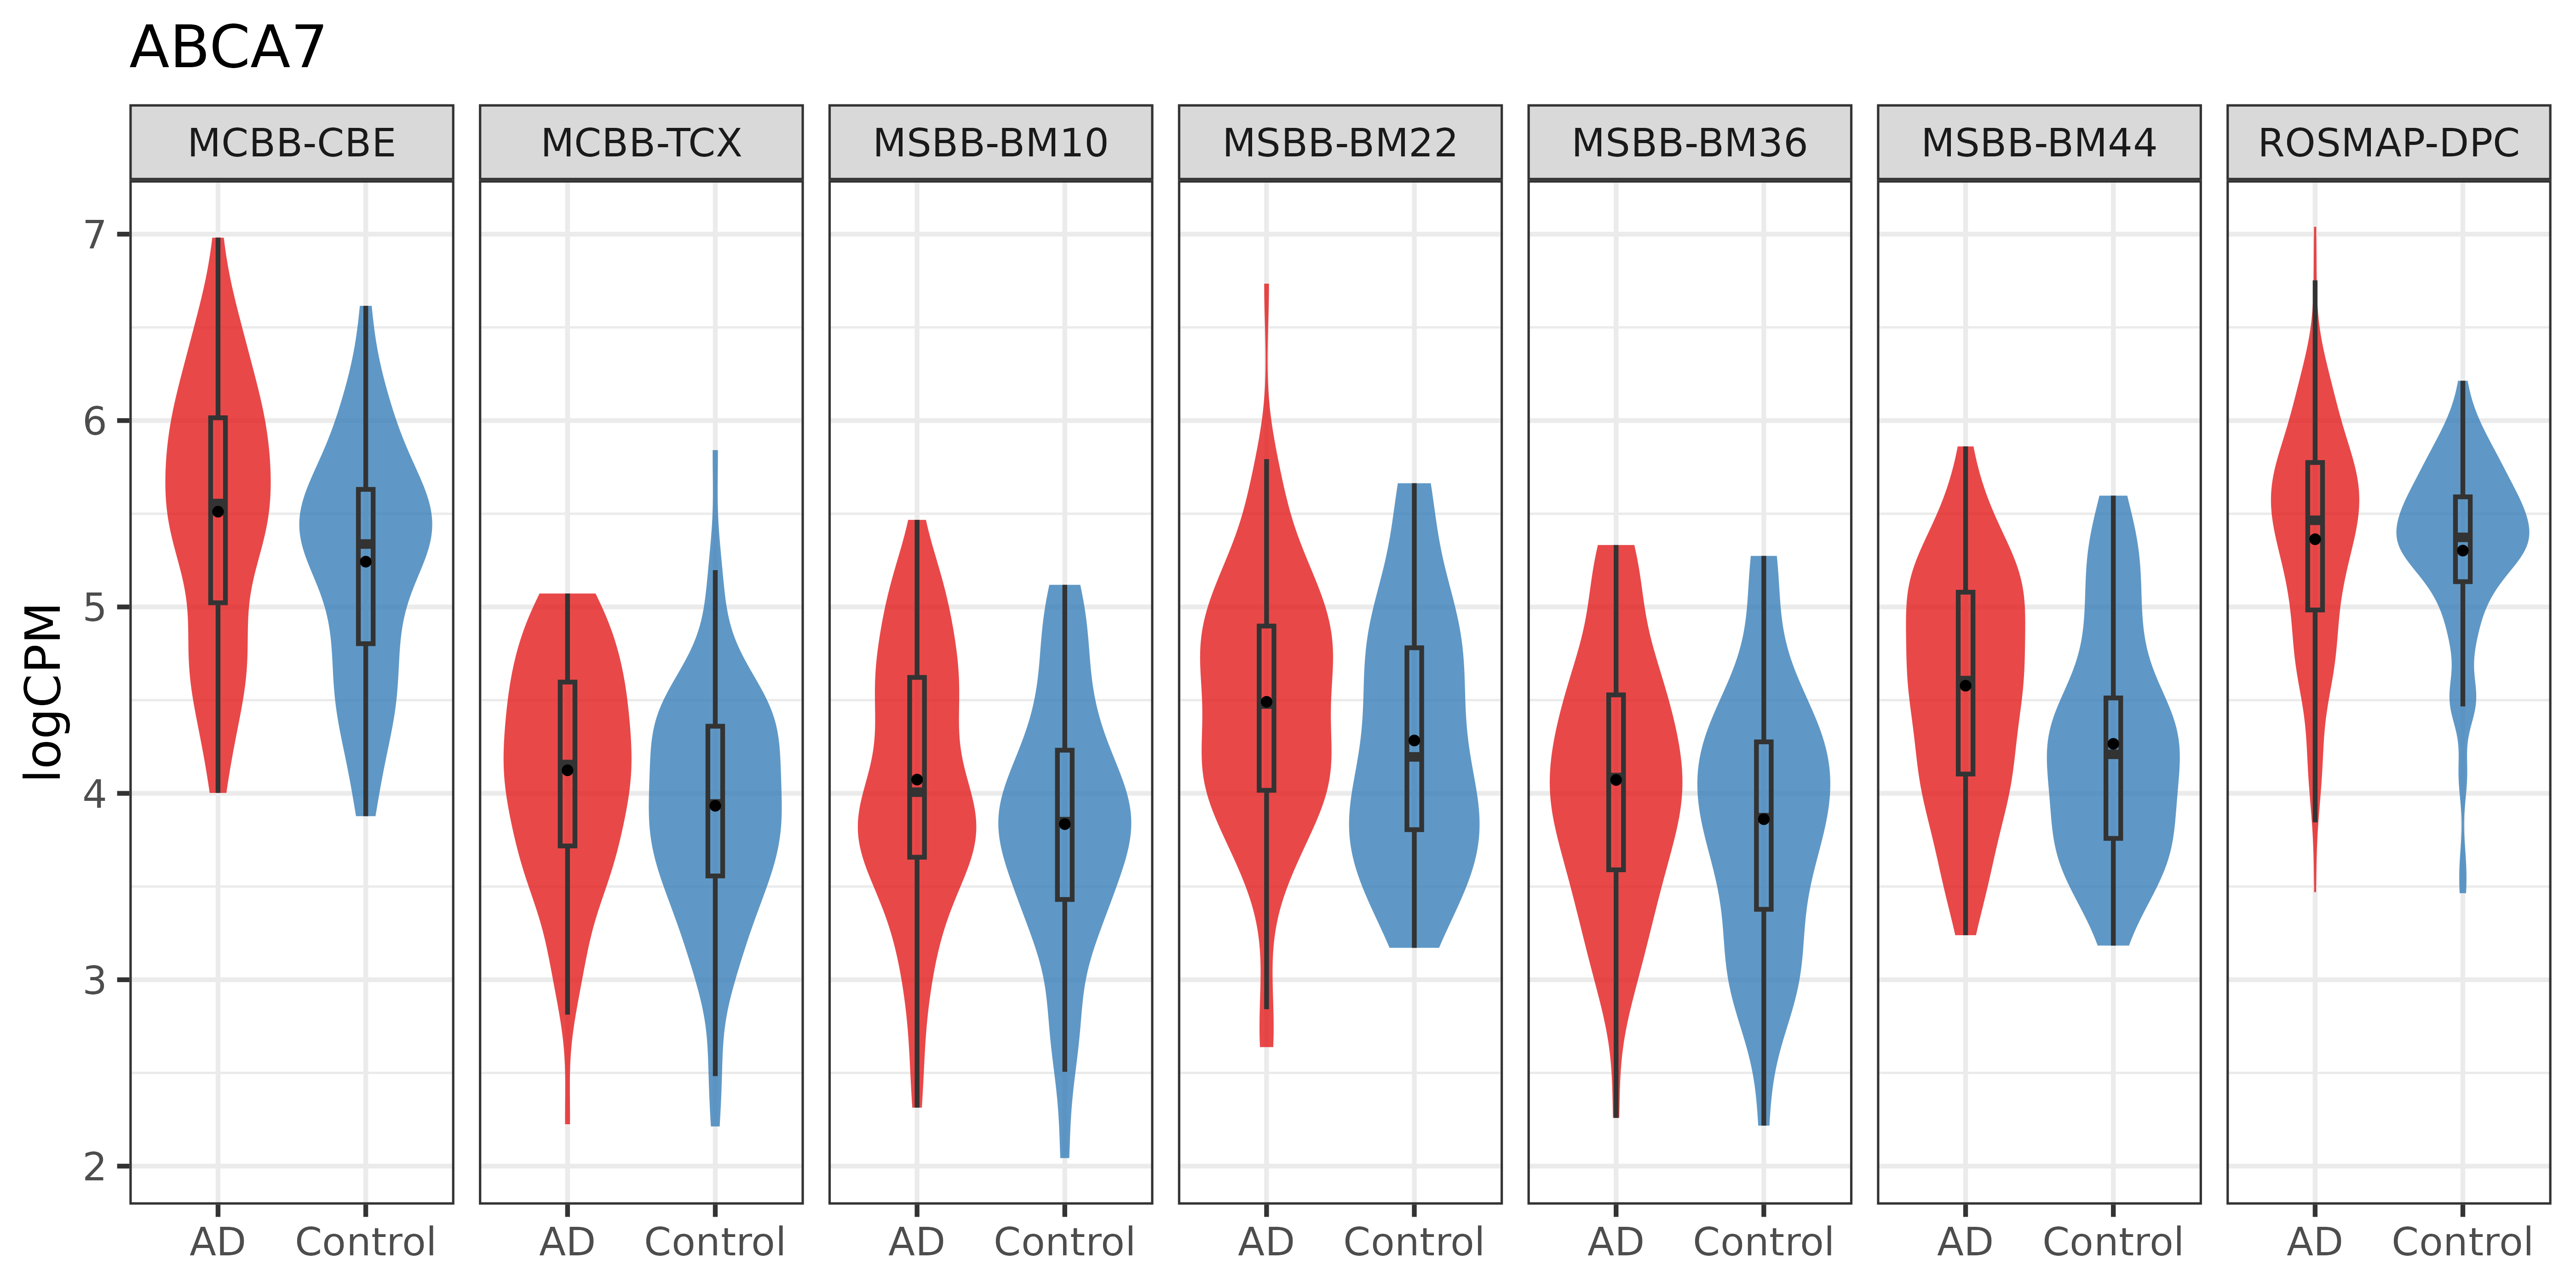 ABCA7
MCBB-CBE MCBB-TCX MSBB-BM10 MSBB-BM22 MSBB-BM36 MSBB-BM44 ROSMAP-DPC
logCPM
7
6
5
4
3
2
AD Control AD Control AD Control AD Control AD Control AD Control AD Control